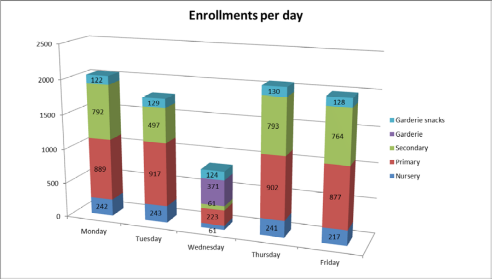 Enrollments per day
2500
2000
1500
1000
500
0
122
792
889
242
129
497
917
243
124
371
61
223
61
130
793
902
241
128
764
877
217
Monday
Tuesday
Wednesday
Thursday
Friday
Garderie snacks
Garderie
Secondary
Primary
Nursery